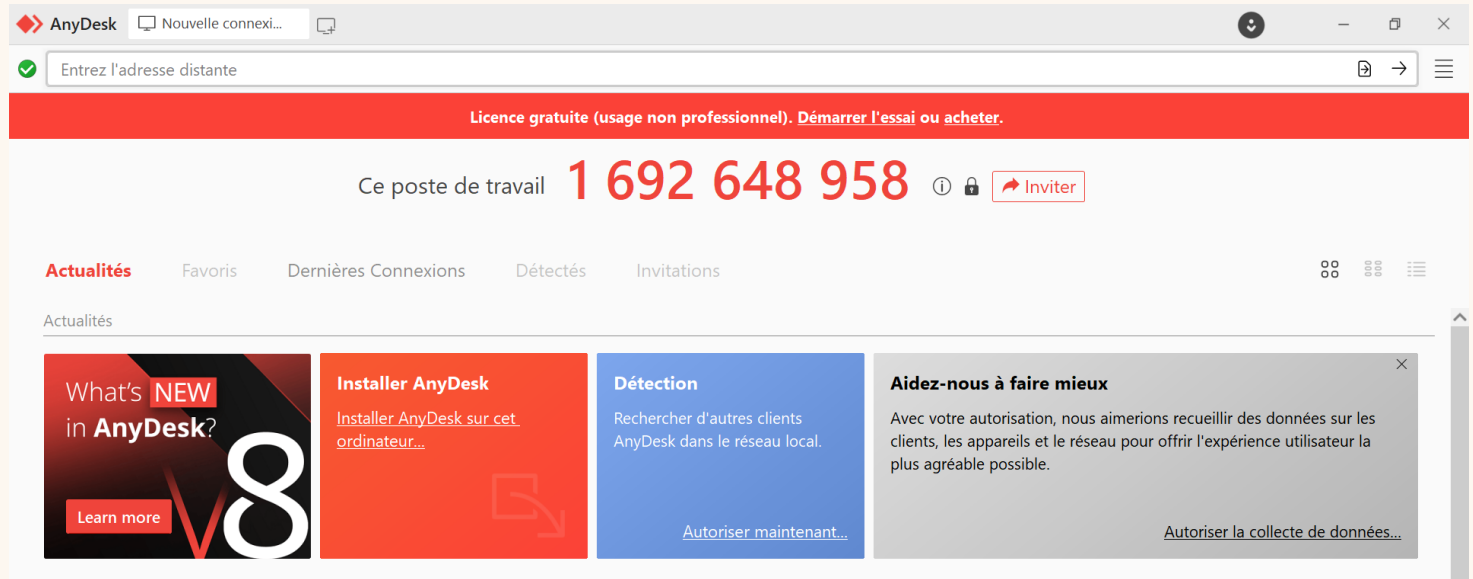 AnyDesk Nouvelle connexi...
Entrez l'adresse distante
Licence gratuite (usage non professionnel). Démarrer l'essai ou acheter.
Ce poste de travail 1 692 648 958 Inviter
Actualités Favoris Dernières Connexions Détectés Invitations
Actualités
What's NEW
in AnyDesk?
V8
Learn more
Installer AnyDesk
Installer AnyDesk sur cet
ordinateur...
Détection
Rechercher d'autres clients
AnyDesk dans le réseau local.
Autoriser maintenant...
Aidez-nous à faire mieux
Avec votre autorisation, nous aimerions recueillir des données sur les
clients, les appareils et le réseau pour offrir l'expérience utilisateur la
plus agréable possible.
Autoriser la collecte de données...